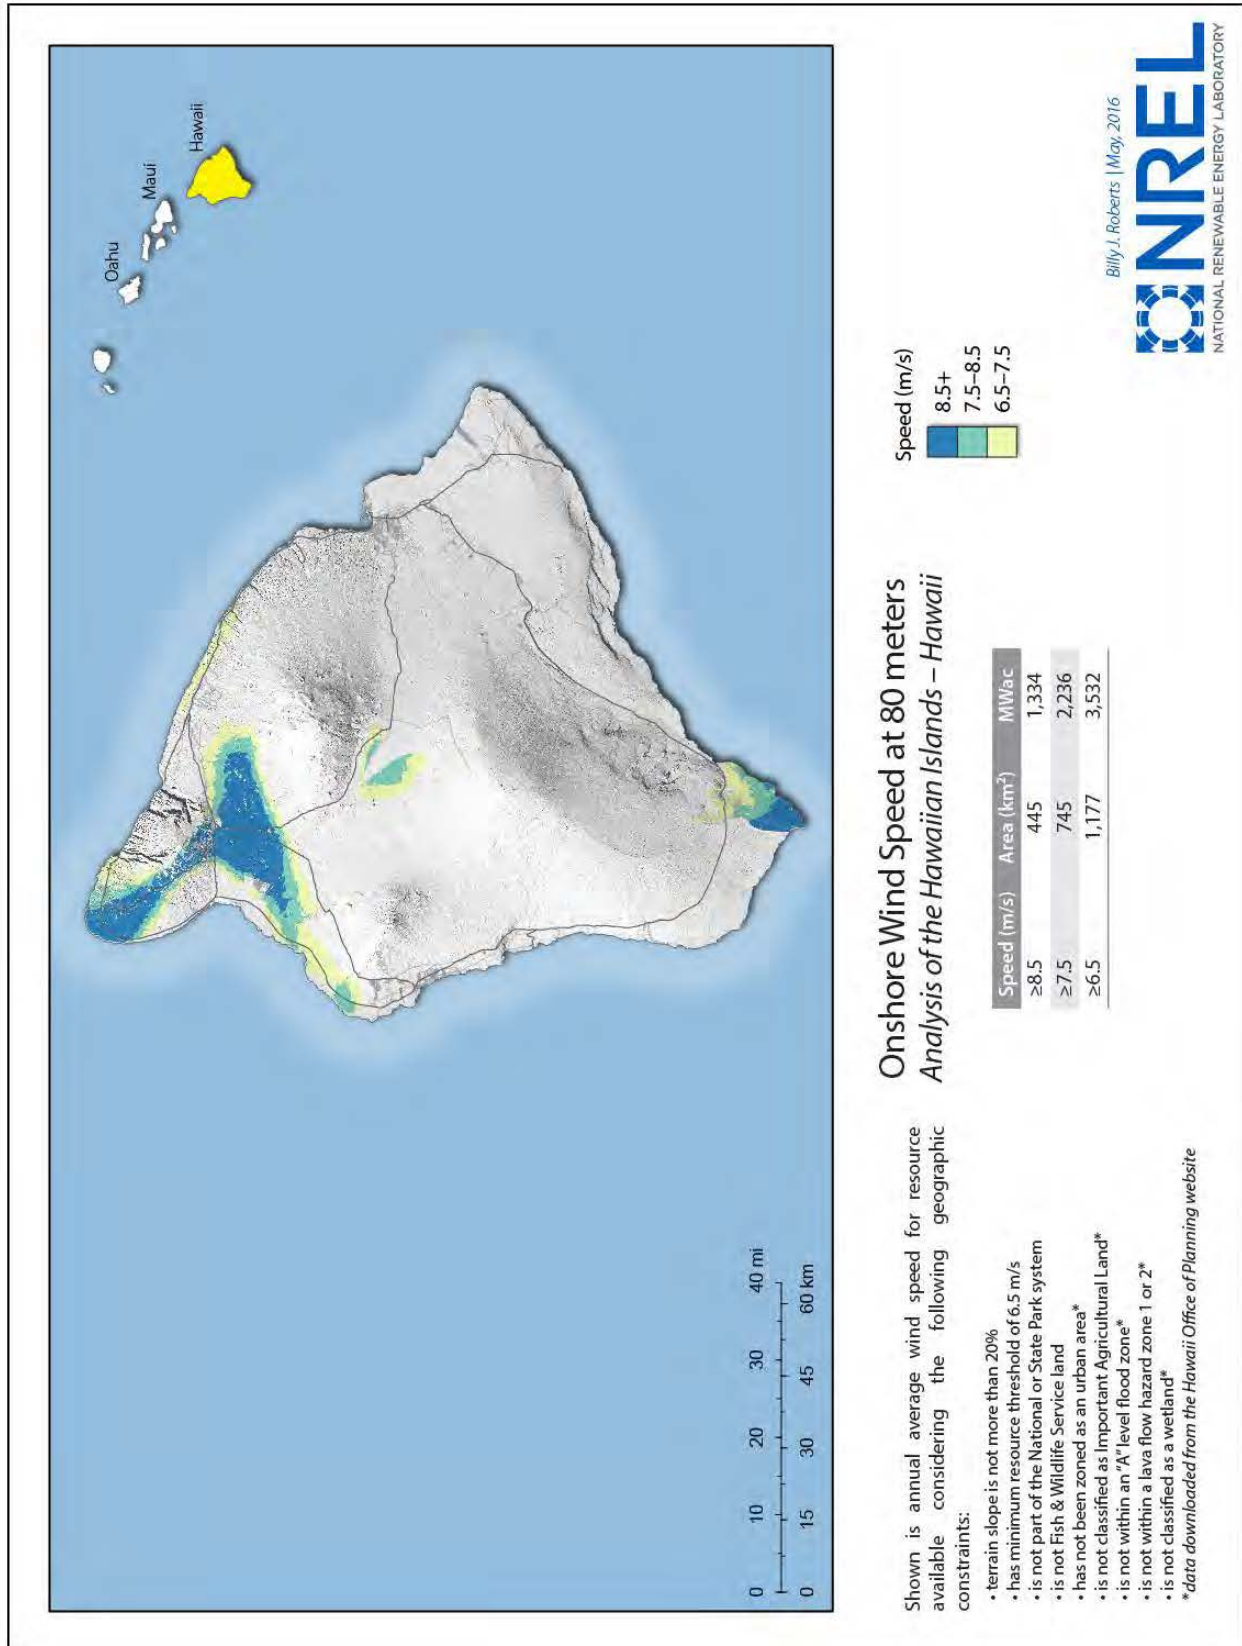 Oahu
Maui
Hawaii
0 10 20 30 40 mi
0 15 30 45 60 km
Shown is annual average wind speed for resource
available considering the following geographic
constraints:
• terrain slope is not more than 20%
• has minimum resource threshold of 6.5 m/s
• is not part of the National or State Park system
• is not Fish & Wildlife Service land
• has not been zoned as an urban area*
• is not classified as Important Agricultural Land*
• is not within an "A" level flood zone*
• is not within a lava flow hazard zone 1 or 2*
• is not classified as a wetland*
*data downloaded from the Hawaii Office of Planning website
Onshore Wind Speed at 80 meters
Analysis of the Hawaiian Islands – Hawaii
Speed (m/s) Area (km²) MWac
≥8.5 445 1,334
≥7.5 745 2,236
≥6.5 1,177 3,532
Speed (m/s)
8.5+
7.5–8.5
6.5–7.5
Billy J. Roberts | May, 2016
NREL
NATIONAL RENEWABLE ENERGY LABORATORY